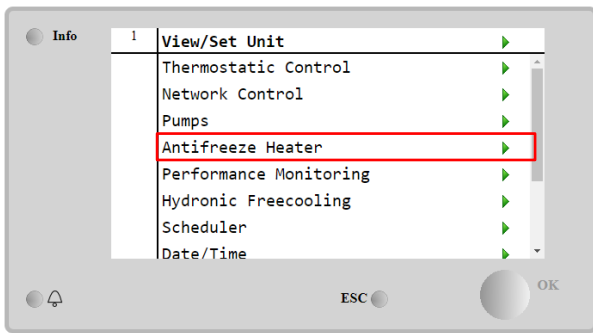 Info
1 View/Set Unit
Thermostatic Control
Network Control
Pumps
Antifreeze Heater
Performance Monitoring
Hydronic Freecooling
Scheduler
Date/Time
ESC
OK